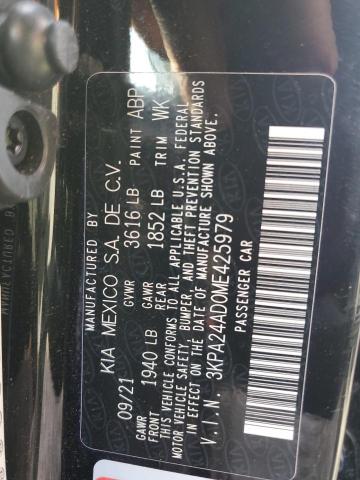 MANUFACTURED BY
KIA MEXICO S.A. DE C.V.
09/21 GVWR 3616 LB PAINT ABP
GAWR FRONT 1940 LB GAWR REAR 1852 LB TRIM WK
THIS VEHICLE CONFORMS TO ALL APPLICABLE U.S.A. FEDERAL
MOTOR VEHICLE SAFETY, BUMPER, AND THEFT PREVENTION STANDARDS
IN EFFECT ON THE DATE OF MANUFACTURE SHOWN ABOVE.
V.I.N. 3KPA24AD0ME425979
PASSENGER CAR